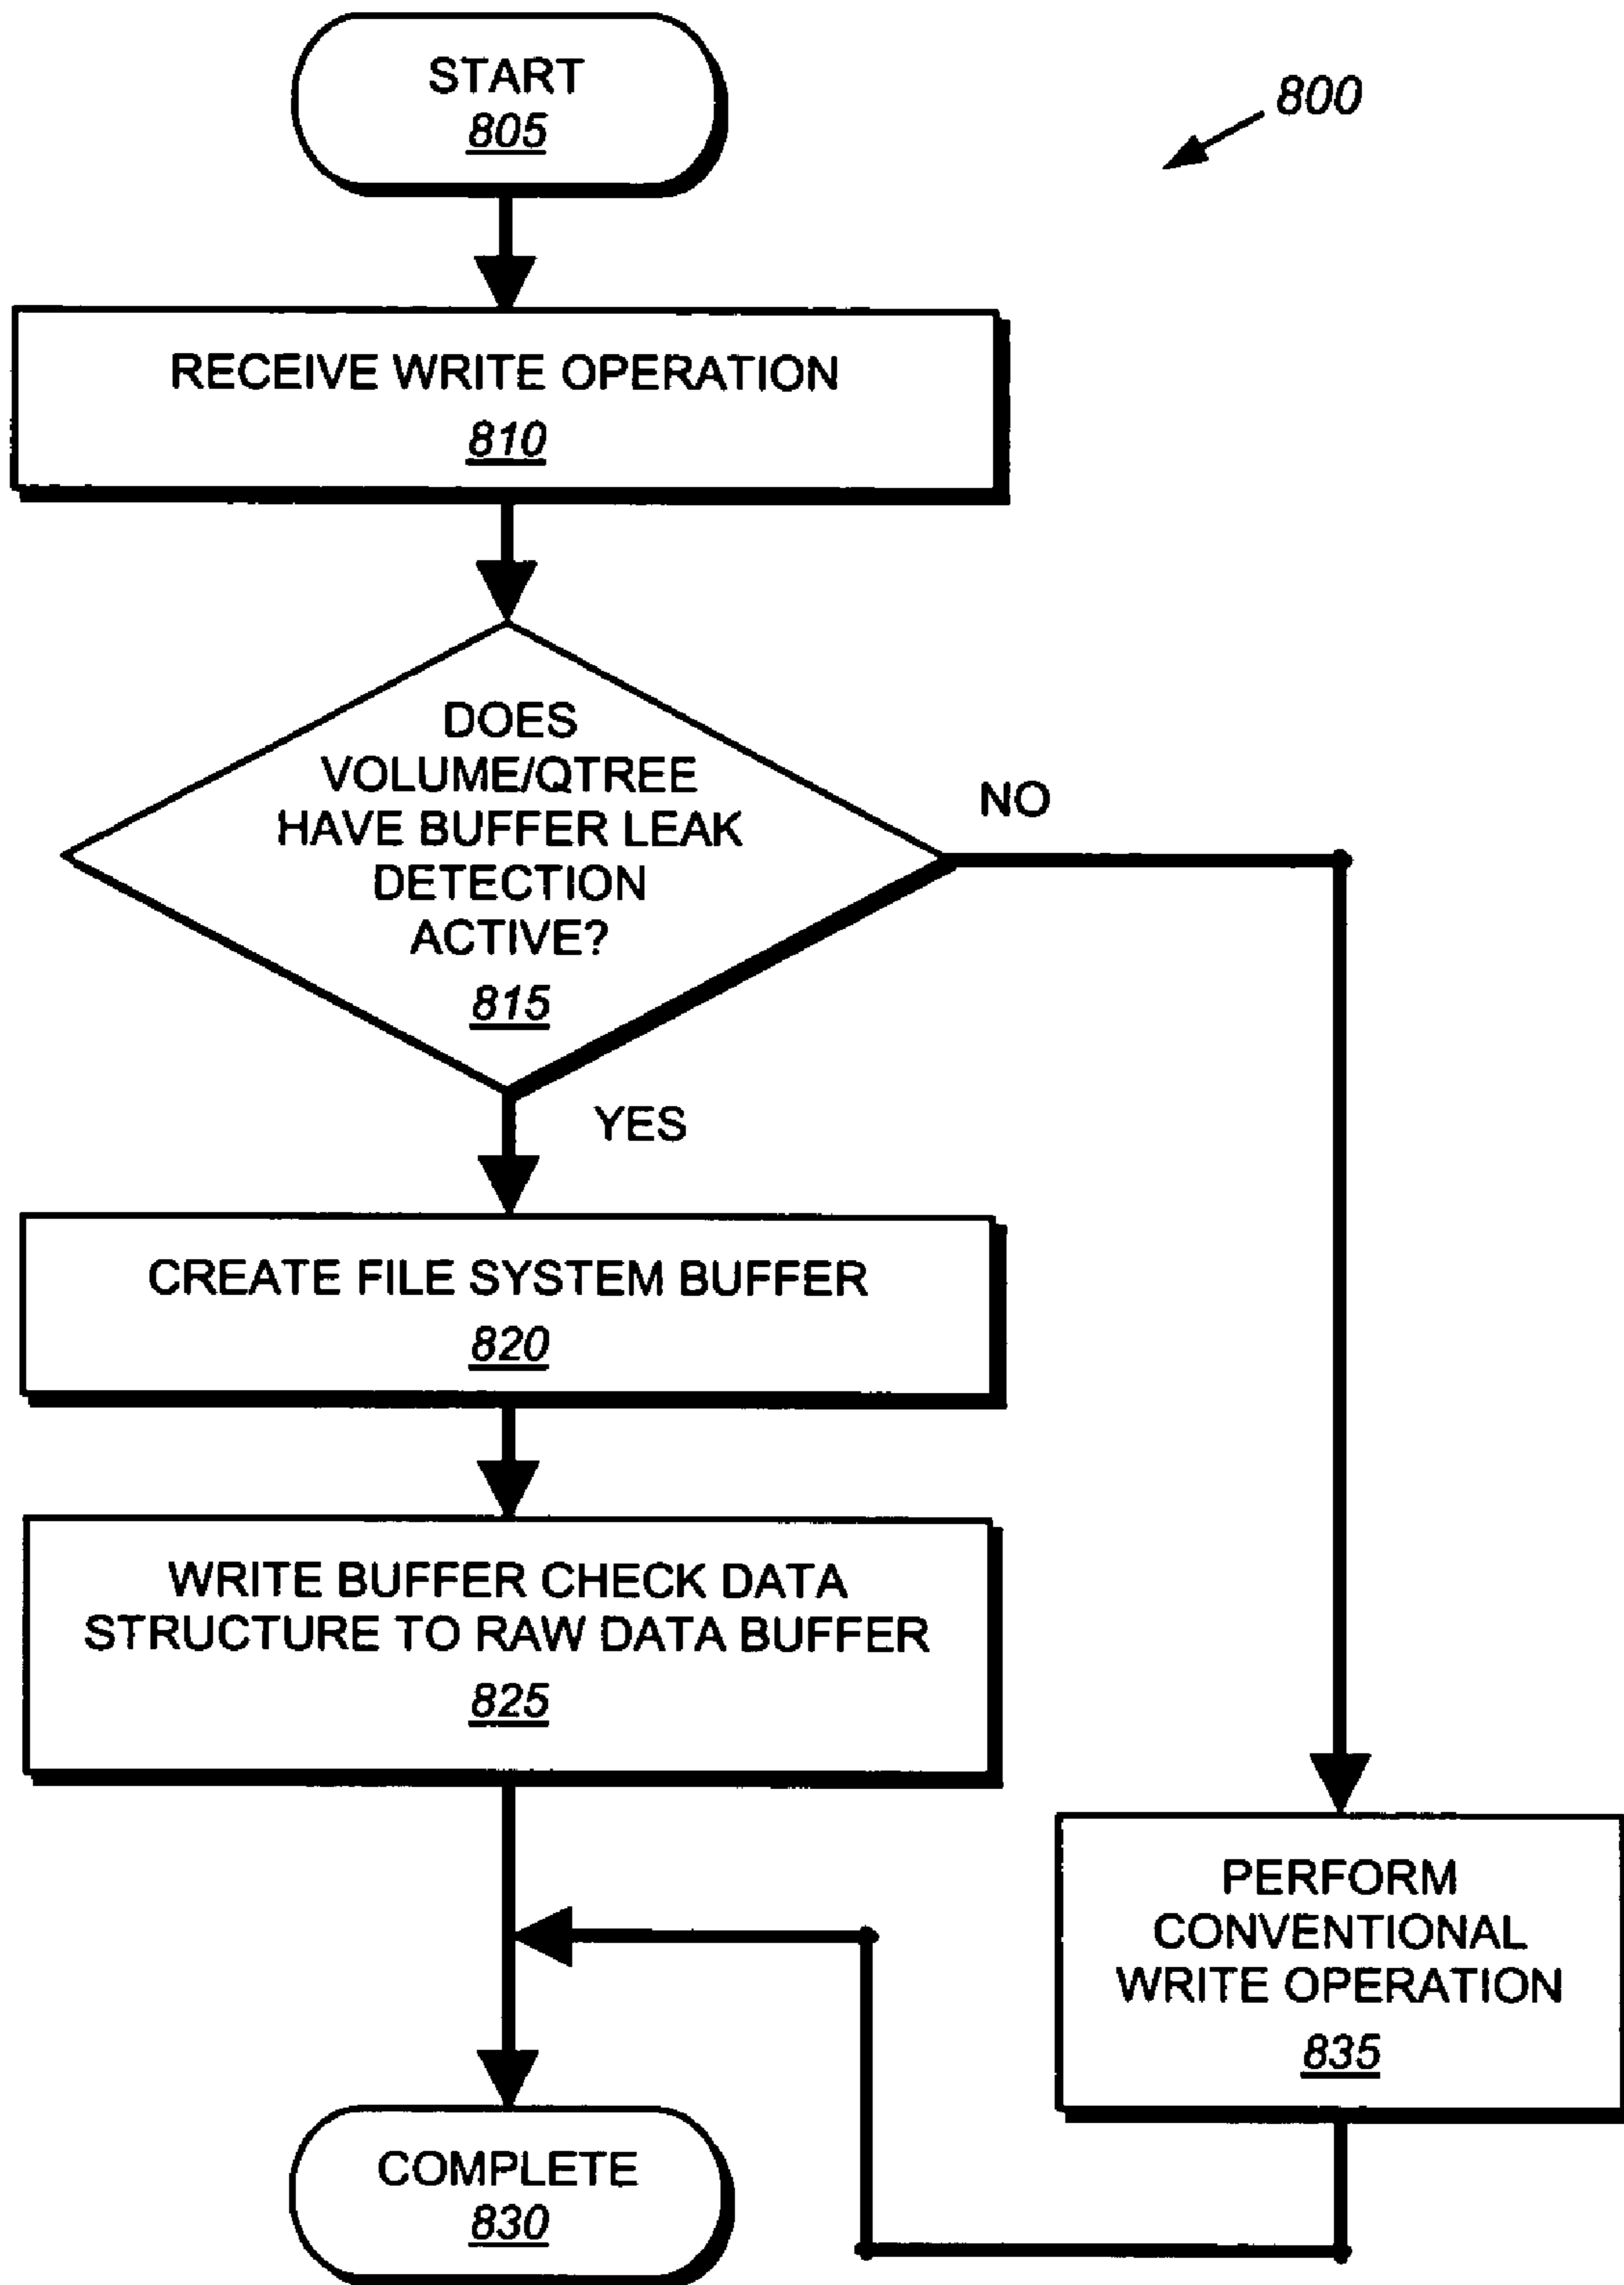 START
805
800
RECEIVE WRITE OPERATION
810
DOES
VOLUME/QTREE
HAVE BUFFER LEAK
DETECTION
ACTIVE?
815
NO
YES
CREATE FILE SYSTEM BUFFER
820
WRITE BUFFER CHECK DATA
STRUCTURE TO RAW DATA BUFFER
825
PERFORM
CONVENTIONAL
WRITE OPERATION
835
COMPLETE
830